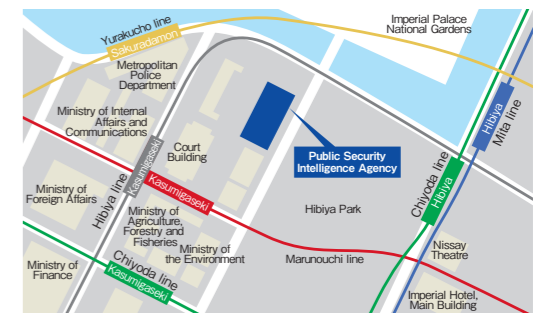 Imperial Palace
National Gardens
Yurakucho line
Sakuradamon
Metropolitan
Police
Department
Ministry of Internal
Affairs and
Communications
Court
Building
Public Security
Intelligence Agency
Hibiya
Mita line
Chiyoda line
Hibiya
Kasumigaseki
Kasumigaseki
Hibiya line
Ministry of
Foreign Affairs
Hibiya Park
Ministry of
Agriculture,
Forestry and
Fisheries
Ministry of
the Environment
Marunouchi line
Nissay
Theatre
Chiyoda line
Kasumigaseki
Ministry of
Finance
Imperial Hotel,
Main Building